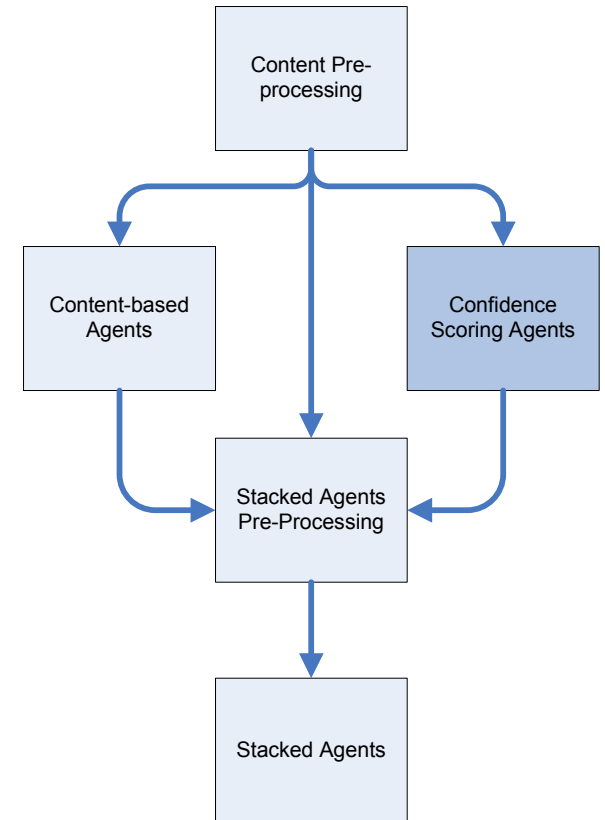 Content Pre-
processing
Content-based
Agents
Confidence
Scoring Agents
Stacked Agents
Pre-Processing
Stacked Agents